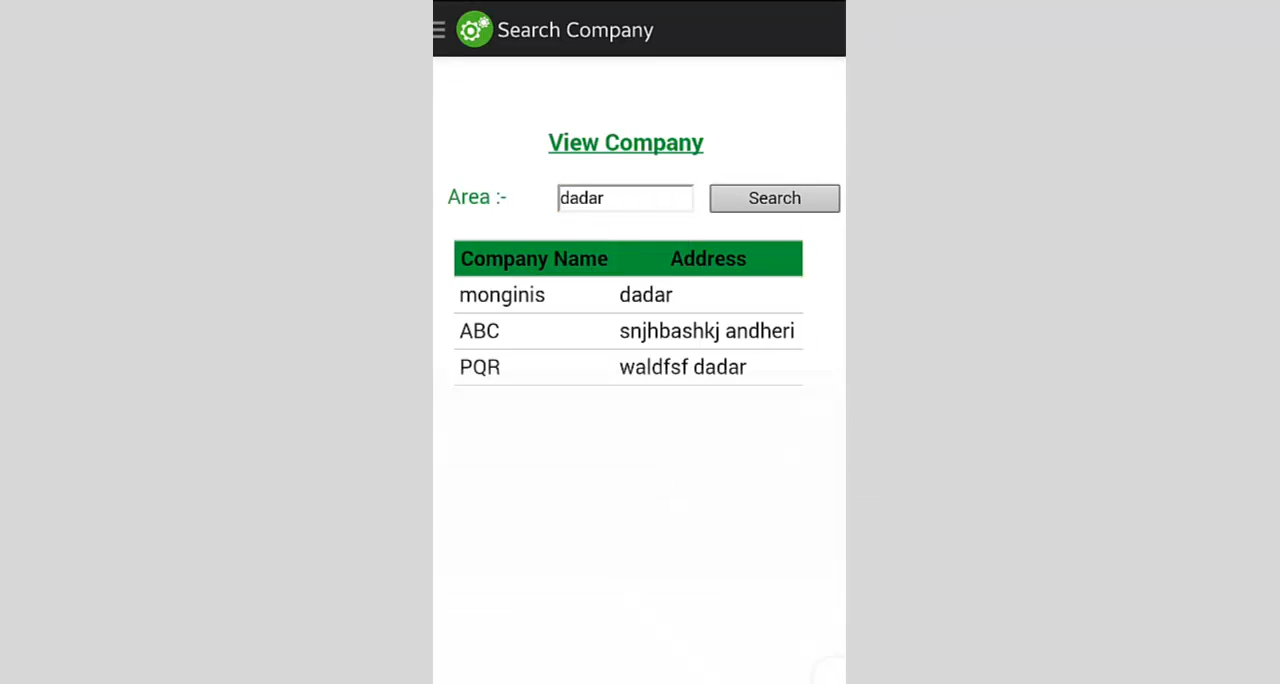 Search Company
View Company
Area :- dadar Search
Company Name Address
monginis dadar
ABC snjhbashkj andheri
PQR waldfsf dadar